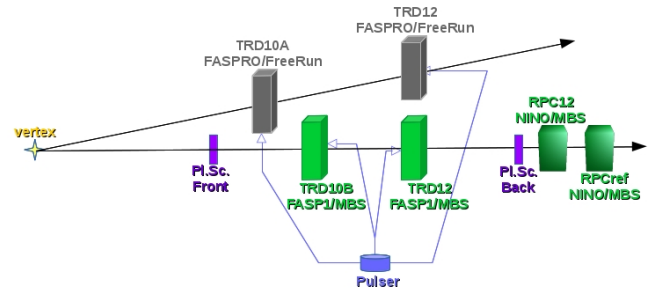 TRD12
FASPRO/FreeRun
TRD10A
FASPRO/FreeRun
vertex
RPC12
NINO/MBS
Pl.Sc.
Front
TRD10B
FASP1/MBS
TRD12
FASP1/MBS
Pl.Sc.
Back
RPCref
NINO/MBS
Pulser